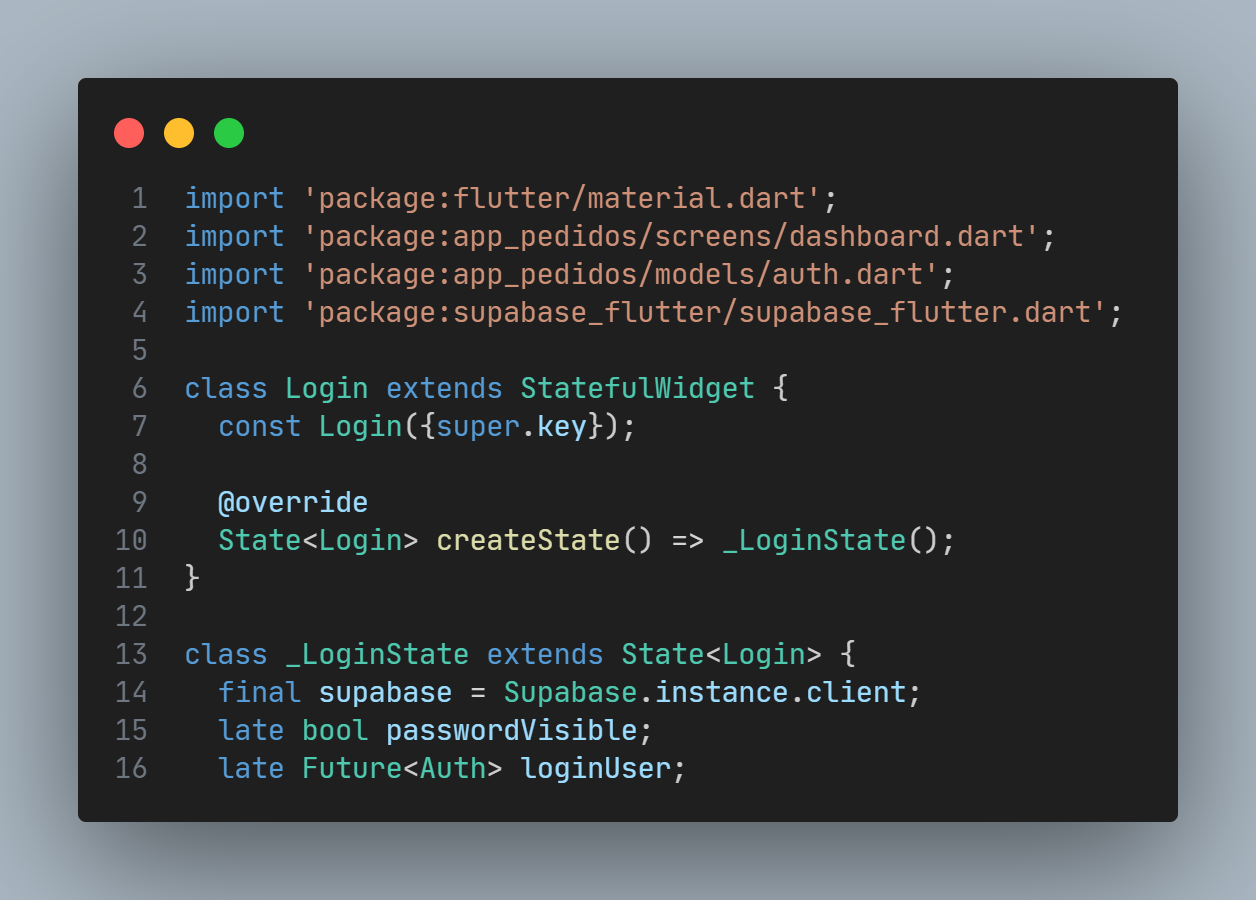 1 import 'package:flutter/material.dart';
2 import 'package:app_pedidos/screens/dashboard.dart';
3 import 'package:app_pedidos/models/auth.dart';
4 import 'package:supabase_flutter/supabase_flutter.dart';
5
6 class Login extends StatefulWidget {
7   const Login({super.key});
8
9   @override
10   State<Login> createState() => _LoginState();
11 }
12
13 class _LoginState extends State<Login> {
14   final supabase = Supabase.instance.client;
15   late bool passwordVisible;
16   late Future<Auth> loginUser;